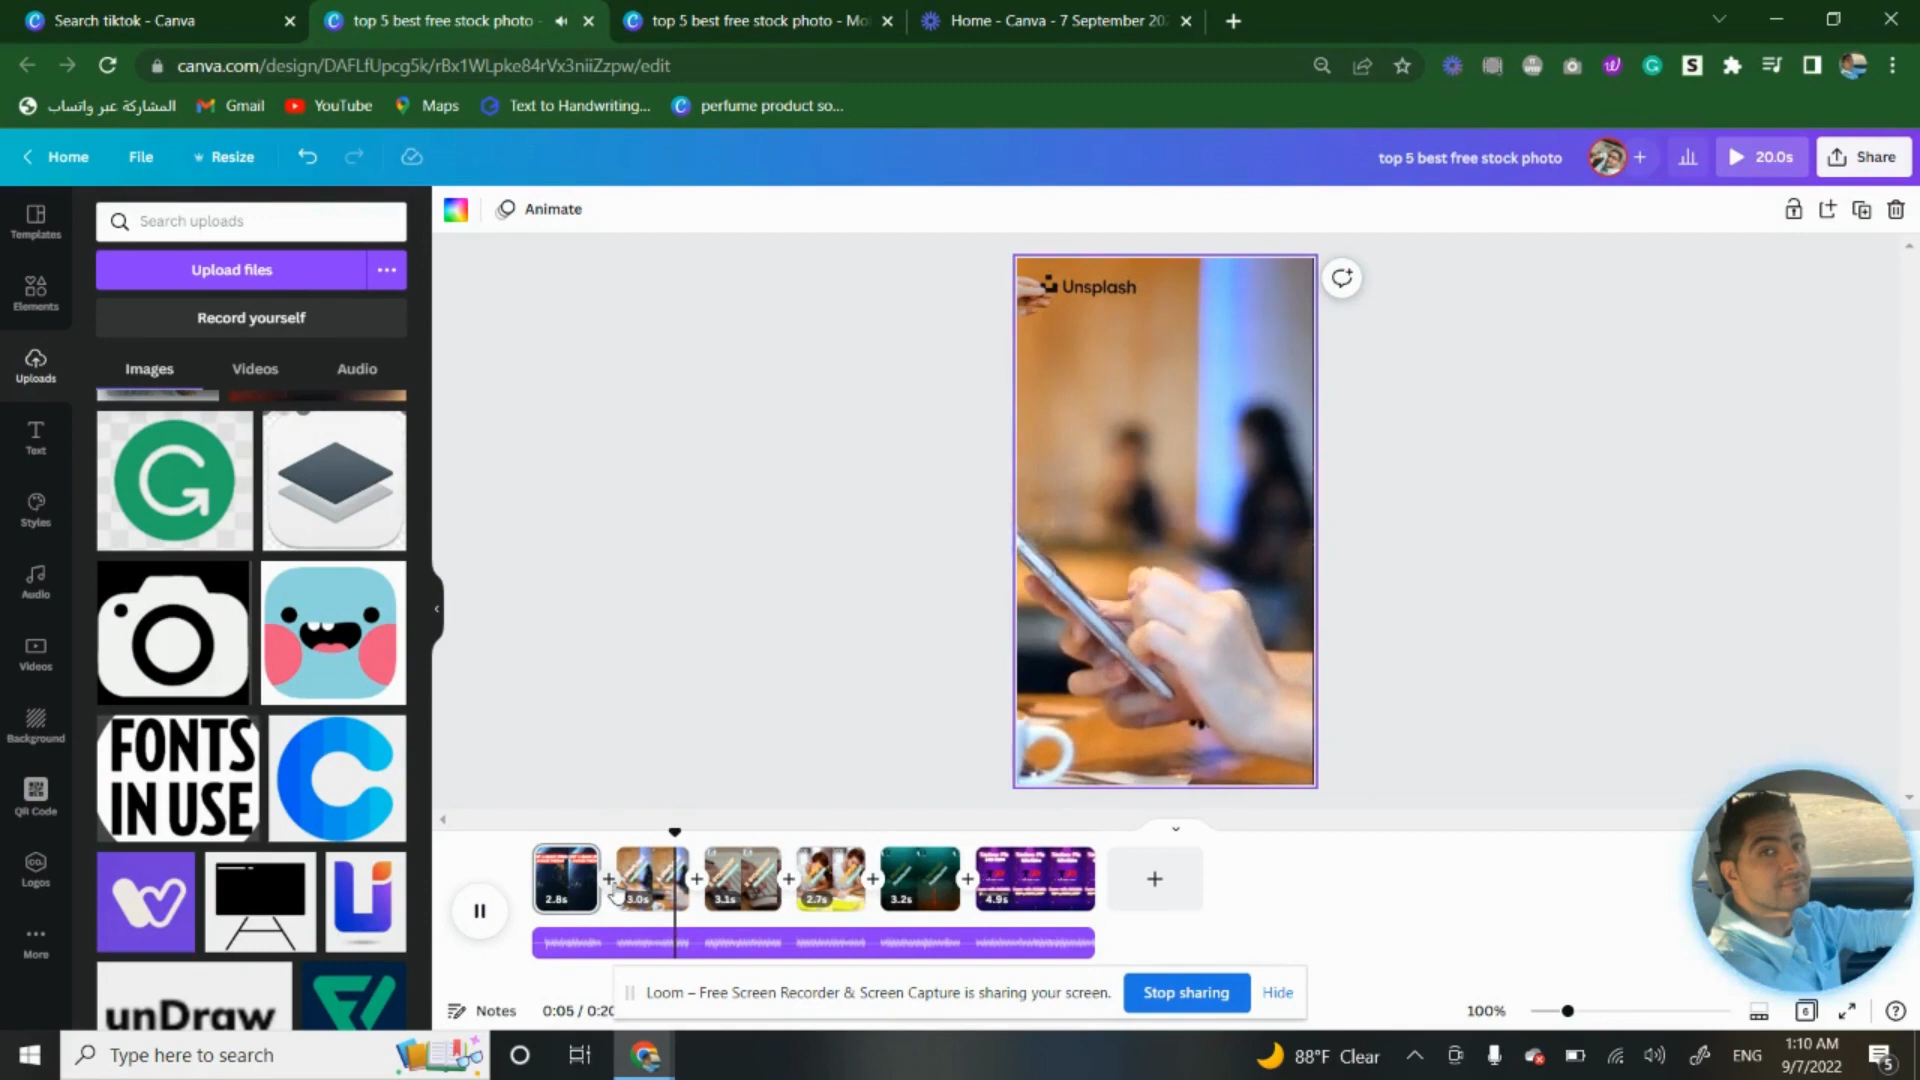 Search tiktok - Canva
top 5 best free stock photo -
top 5 best free stock photo - Mo
Home - Canva - 7 September 202
canva.com/design/DAFLfUpcg5k/rBx1WLpke84rVx3niiZzpw/edit
المشاركة عبر واتساب
Gmail
YouTube
Maps
Text to Handwriting...
perfume product so...
Home
File
Resize
top 5 best free stock photo
20.0s
Share
Templates
Elements
Uploads
Text
Styles
Audio
Videos
Background
QR Code
Logos
More
Search uploads
Upload files
Record yourself
Images
Videos
Audio
FONTS
IN USE
unDraw
Animate
Unsplash
2.8s
3.0s
3.1s
2.7s
3.2s
4.9s
Notes
0:05 / 0:20
Loom – Free Screen Recorder & Screen Capture is sharing your screen.
Stop sharing
Hide
100%
6
Type here to search
88°F Clear
ENG
1:10 AM
9/7/2022
5